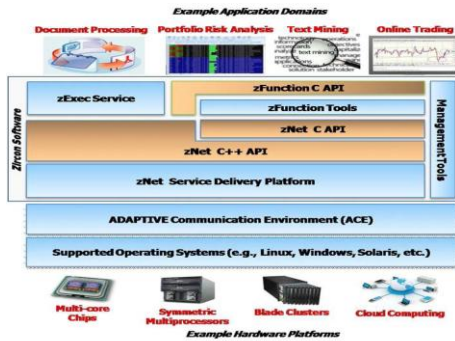 Example Application Domains
Document Processing
Portfolio Risk Analysis
Text Mining
Online Trading
text mining
Zircon Software
zExec Service
zFunction C API
zFunction Tools
zNet C API
zNet C++ API
zNet Service Delivery Platform
Management Tools
ADAPTIVE Communication Environment (ACE)
Supported Operating Systems (e.g., Linux, Windows, Solaris, etc.)
Multi-core
Chips
Symmetric
Multiprocessors
Blade Clusters
Cloud Computing
Example Hardware Platforms